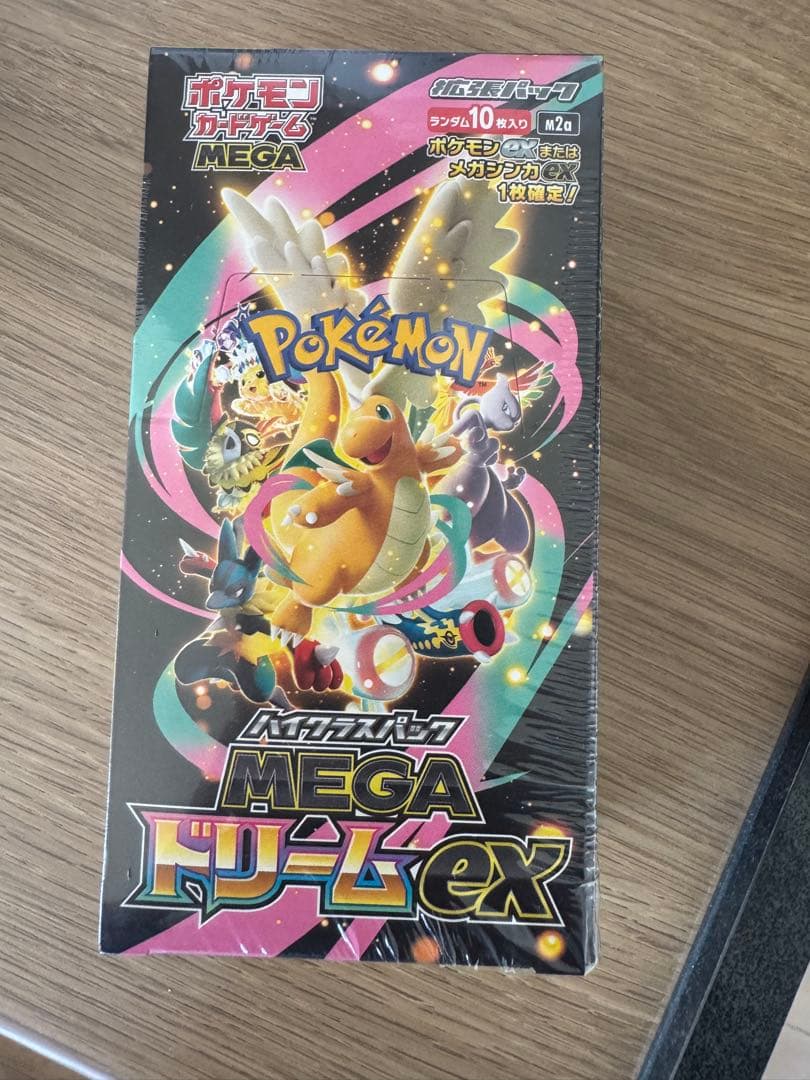 ポケモン
カードゲーム
MEGA
拡張パック
ランダム10枚入り M2a
ポケモンexまたは
メガシンカex
1枚確定!
POKéMON
TM
ハイクラスパック
MEGA
ドリームex